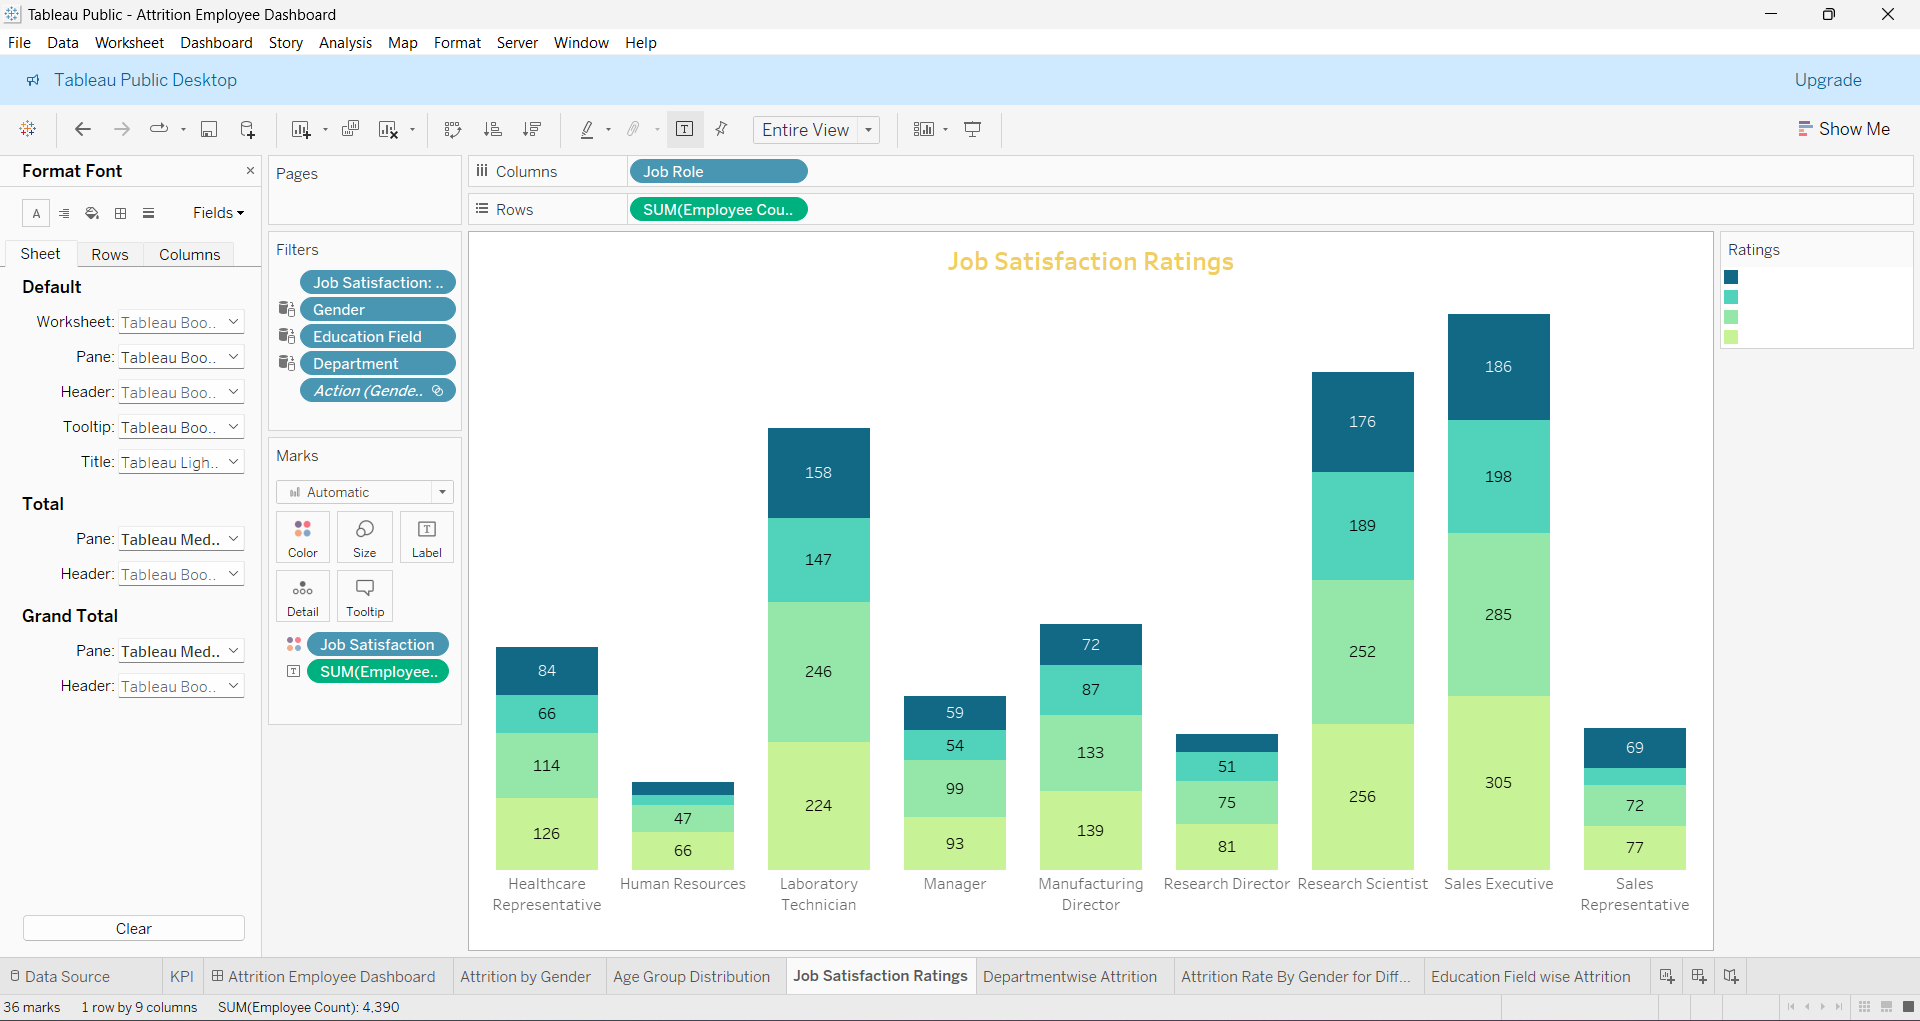 Tableau Public - Attrition Employee Dashboard
File Data Worksheet Dashboard Story Analysis Map Format Server Window Help
Tableau Public Desktop Upgrade
Entire View Show Me
Format Font
Fields
Sheet Rows Columns
Default
Worksheet: Tableau Boo..
Pane: Tableau Boo..
Header: Tableau Boo..
Tooltip: Tableau Boo..
Title: Tableau Ligh..
Total
Pane: Tableau Med..
Header: Tableau Boo..
Grand Total
Pane: Tableau Med..
Header: Tableau Boo..
Clear
Pages
Filters
Job Satisfaction: ..
Gender
Education Field
Department
Action (Gende..
Marks
Automatic
Color Size Label
Detail Tooltip
Job Satisfaction
SUM(Employee..
Columns Job Role
Rows SUM(Employee Cou..
Job Satisfaction Ratings
84
66
114
126
47
66
158
147
246
224
59
54
99
93
72
87
133
139
51
75
81
176
189
252
256
186
198
285
305
69
72
77
Healthcare Representative
Human Resources
Laboratory Technician
Manager
Manufacturing Director
Research Director
Research Scientist
Sales Executive
Sales Representative
Ratings
Data Source KPI Attrition Employee Dashboard Attrition by Gender Age Group Distribution Job Satisfaction Ratings Departmentwise Attrition Attrition Rate By Gender for Diff... Education Field wise Attrition
36 marks 1 row by 9 columns SUM(Employee Count): 4,390